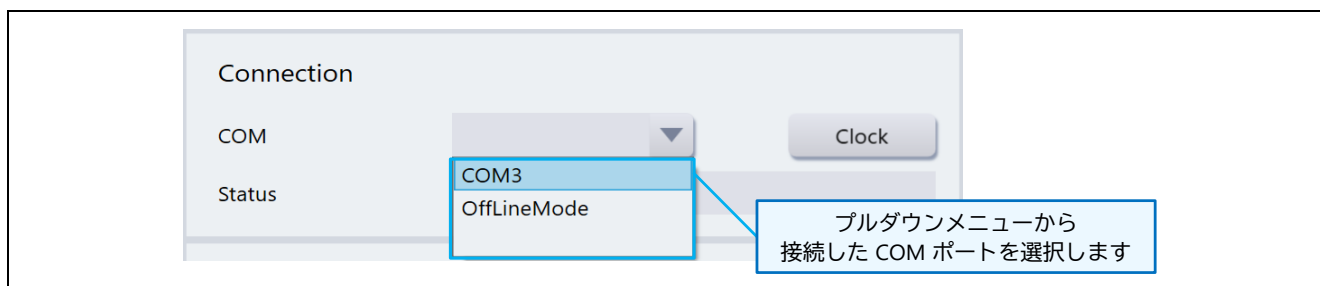 Connection
COM
Clock
COM3
Status
OffLineMode
プルダウンメニューから
接続した COM ポートを選択します